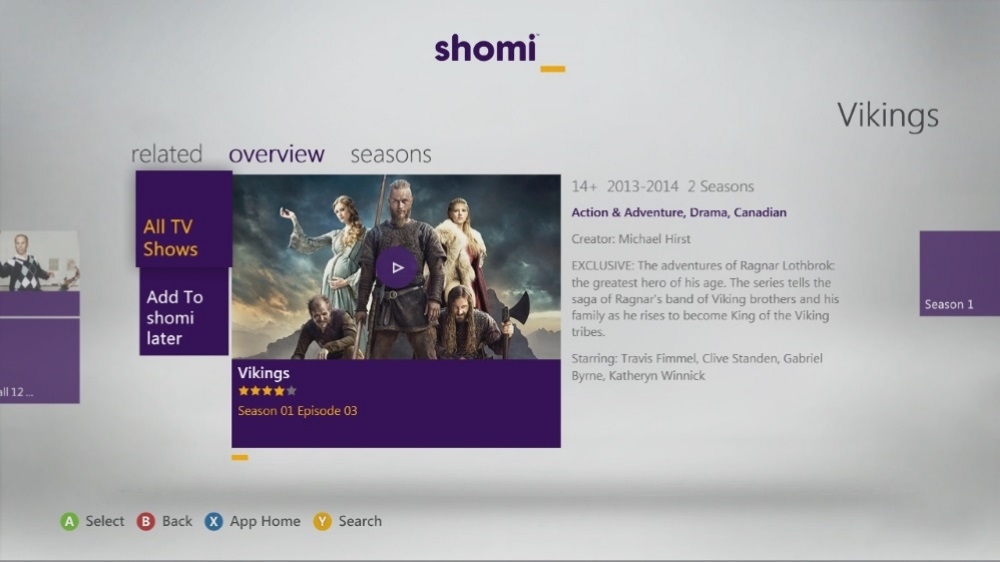 shomi
Vikings
related overview seasons
All TV
Shows
Add To
shomi
later
14+ 2013-2014 2 Seasons
Action & Adventure, Drama, Canadian
Creator: Michael Hirst
EXCLUSIVE: The adventures of Ragnar Lothbrok:
the greatest hero of his age. The series tells the
saga of Ragnar's band of Viking brothers and his
family as he rises to become King of the Viking
tribes.
Starring: Travis Fimmel, Clive Standen, Gabriel
Byrne, Katheryn Winnick
Vikings
Season 01 Episode 03
Season 1
all 12 ...
A Select B Back X App Home Y Search